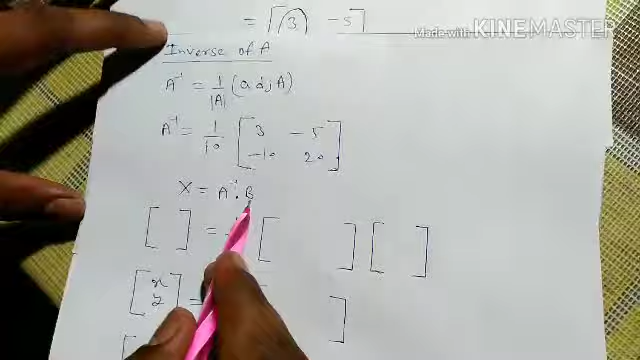 = [ 3 -5 ]
Made with KINEMASTER
Inverse of A
A⁻¹ = 1/|A| (adj A)
A⁻¹ = 1/10 [ 3 -5
-10 20 ]
X = A⁻¹. B
[ ] = [ ] [ ]
[ x
y ] = [ ]
[